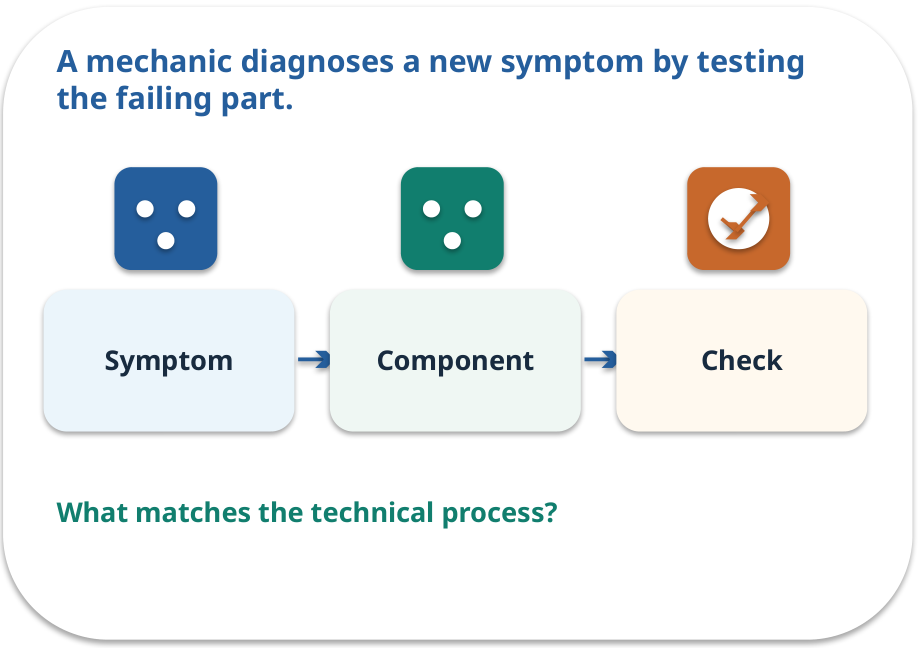 A mechanic diagnoses a new symptom by testing
the failing part.
Symptom
Component
Check
What matches the technical process?